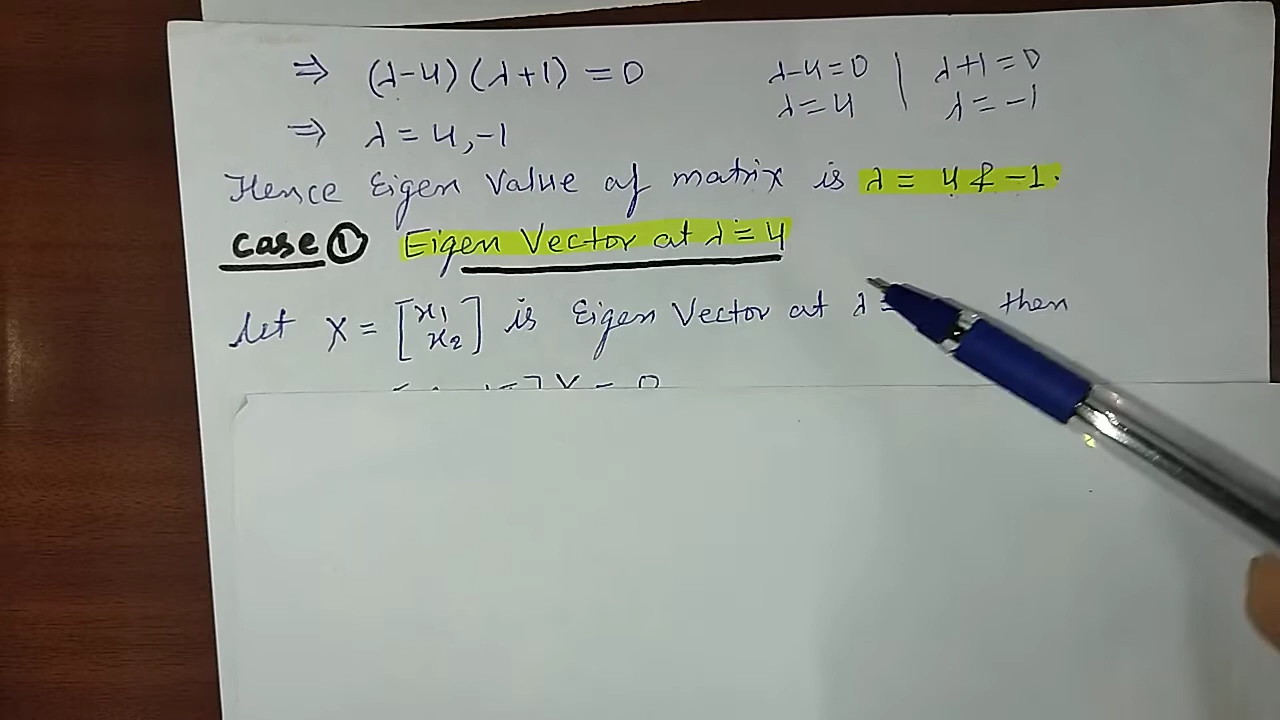 ⇒ (λ-4)(λ+1) = 0 λ-4=0 | λ+1=0
⇒ λ = 4,-1 λ=4 | λ=-1
Hence Eigen Value of matrix is λ = 4 & -1.
Case ① Eigen Vector at λ=4
Let X = [x1 x2] is Eigen Vector at λ= then